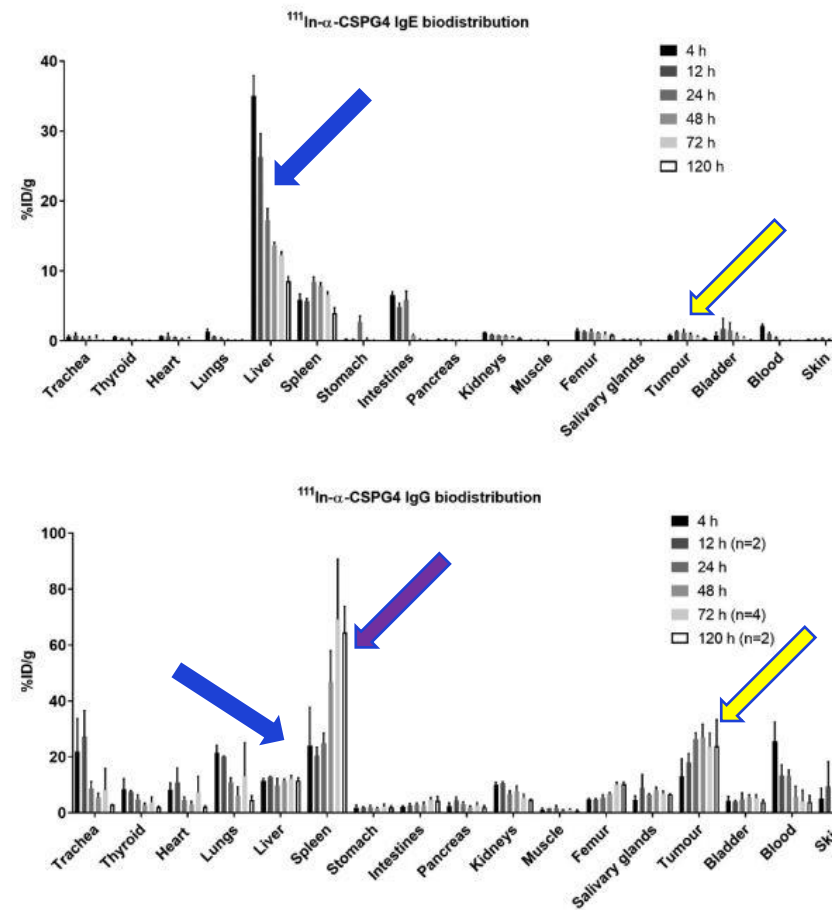 ¹¹¹In-α-CSPG4 IgE biodistribution
40
30
20
10
0
%ID/g
4 h
12 h
24 h
48 h
72 h
120 h
Trachea
Thyroid
Heart
Lungs
Liver
Spleen
Stomach
Intestines
Pancreas
Kidneys
Muscle
Femur
Salivary glands
Tumour
Bladder
Blood
Skin
¹¹¹In-α-CSPG4 IgG biodistribution
100
80
60
40
20
0
%ID/g
4 h
12 h (n=2)
24 h
48 h
72 h (n=4)
120 h (n=2)
Trachea
Thyroid
Heart
Lungs
Liver
Spleen
Stomach
Intestines
Pancreas
Kidneys
Muscle
Femur
Salivary glands
Tumour
Bladder
Blood